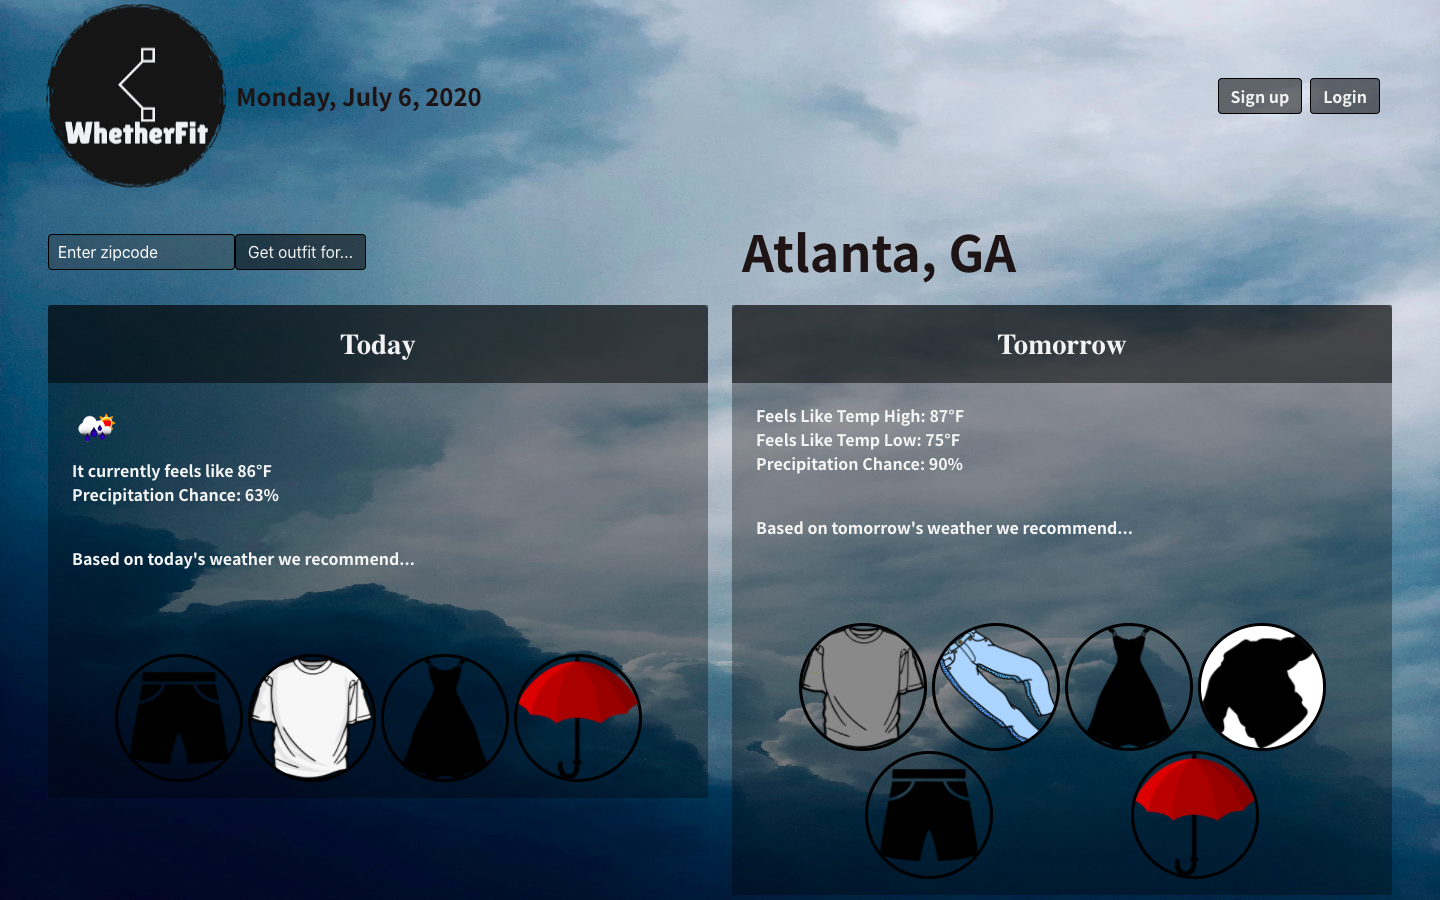 WhetherFit
Monday, July 6, 2020
Sign up
Login
Enter zipcode
Get outfit for...
Atlanta, GA
Today
It currently feels like 86°F
Precipitation Chance: 63%
Based on today's weather we recommend...
Tomorrow
Feels Like Temp High: 87°F
Feels Like Temp Low: 75°F
Precipitation Chance: 90%
Based on tomorrow's weather we recommend...